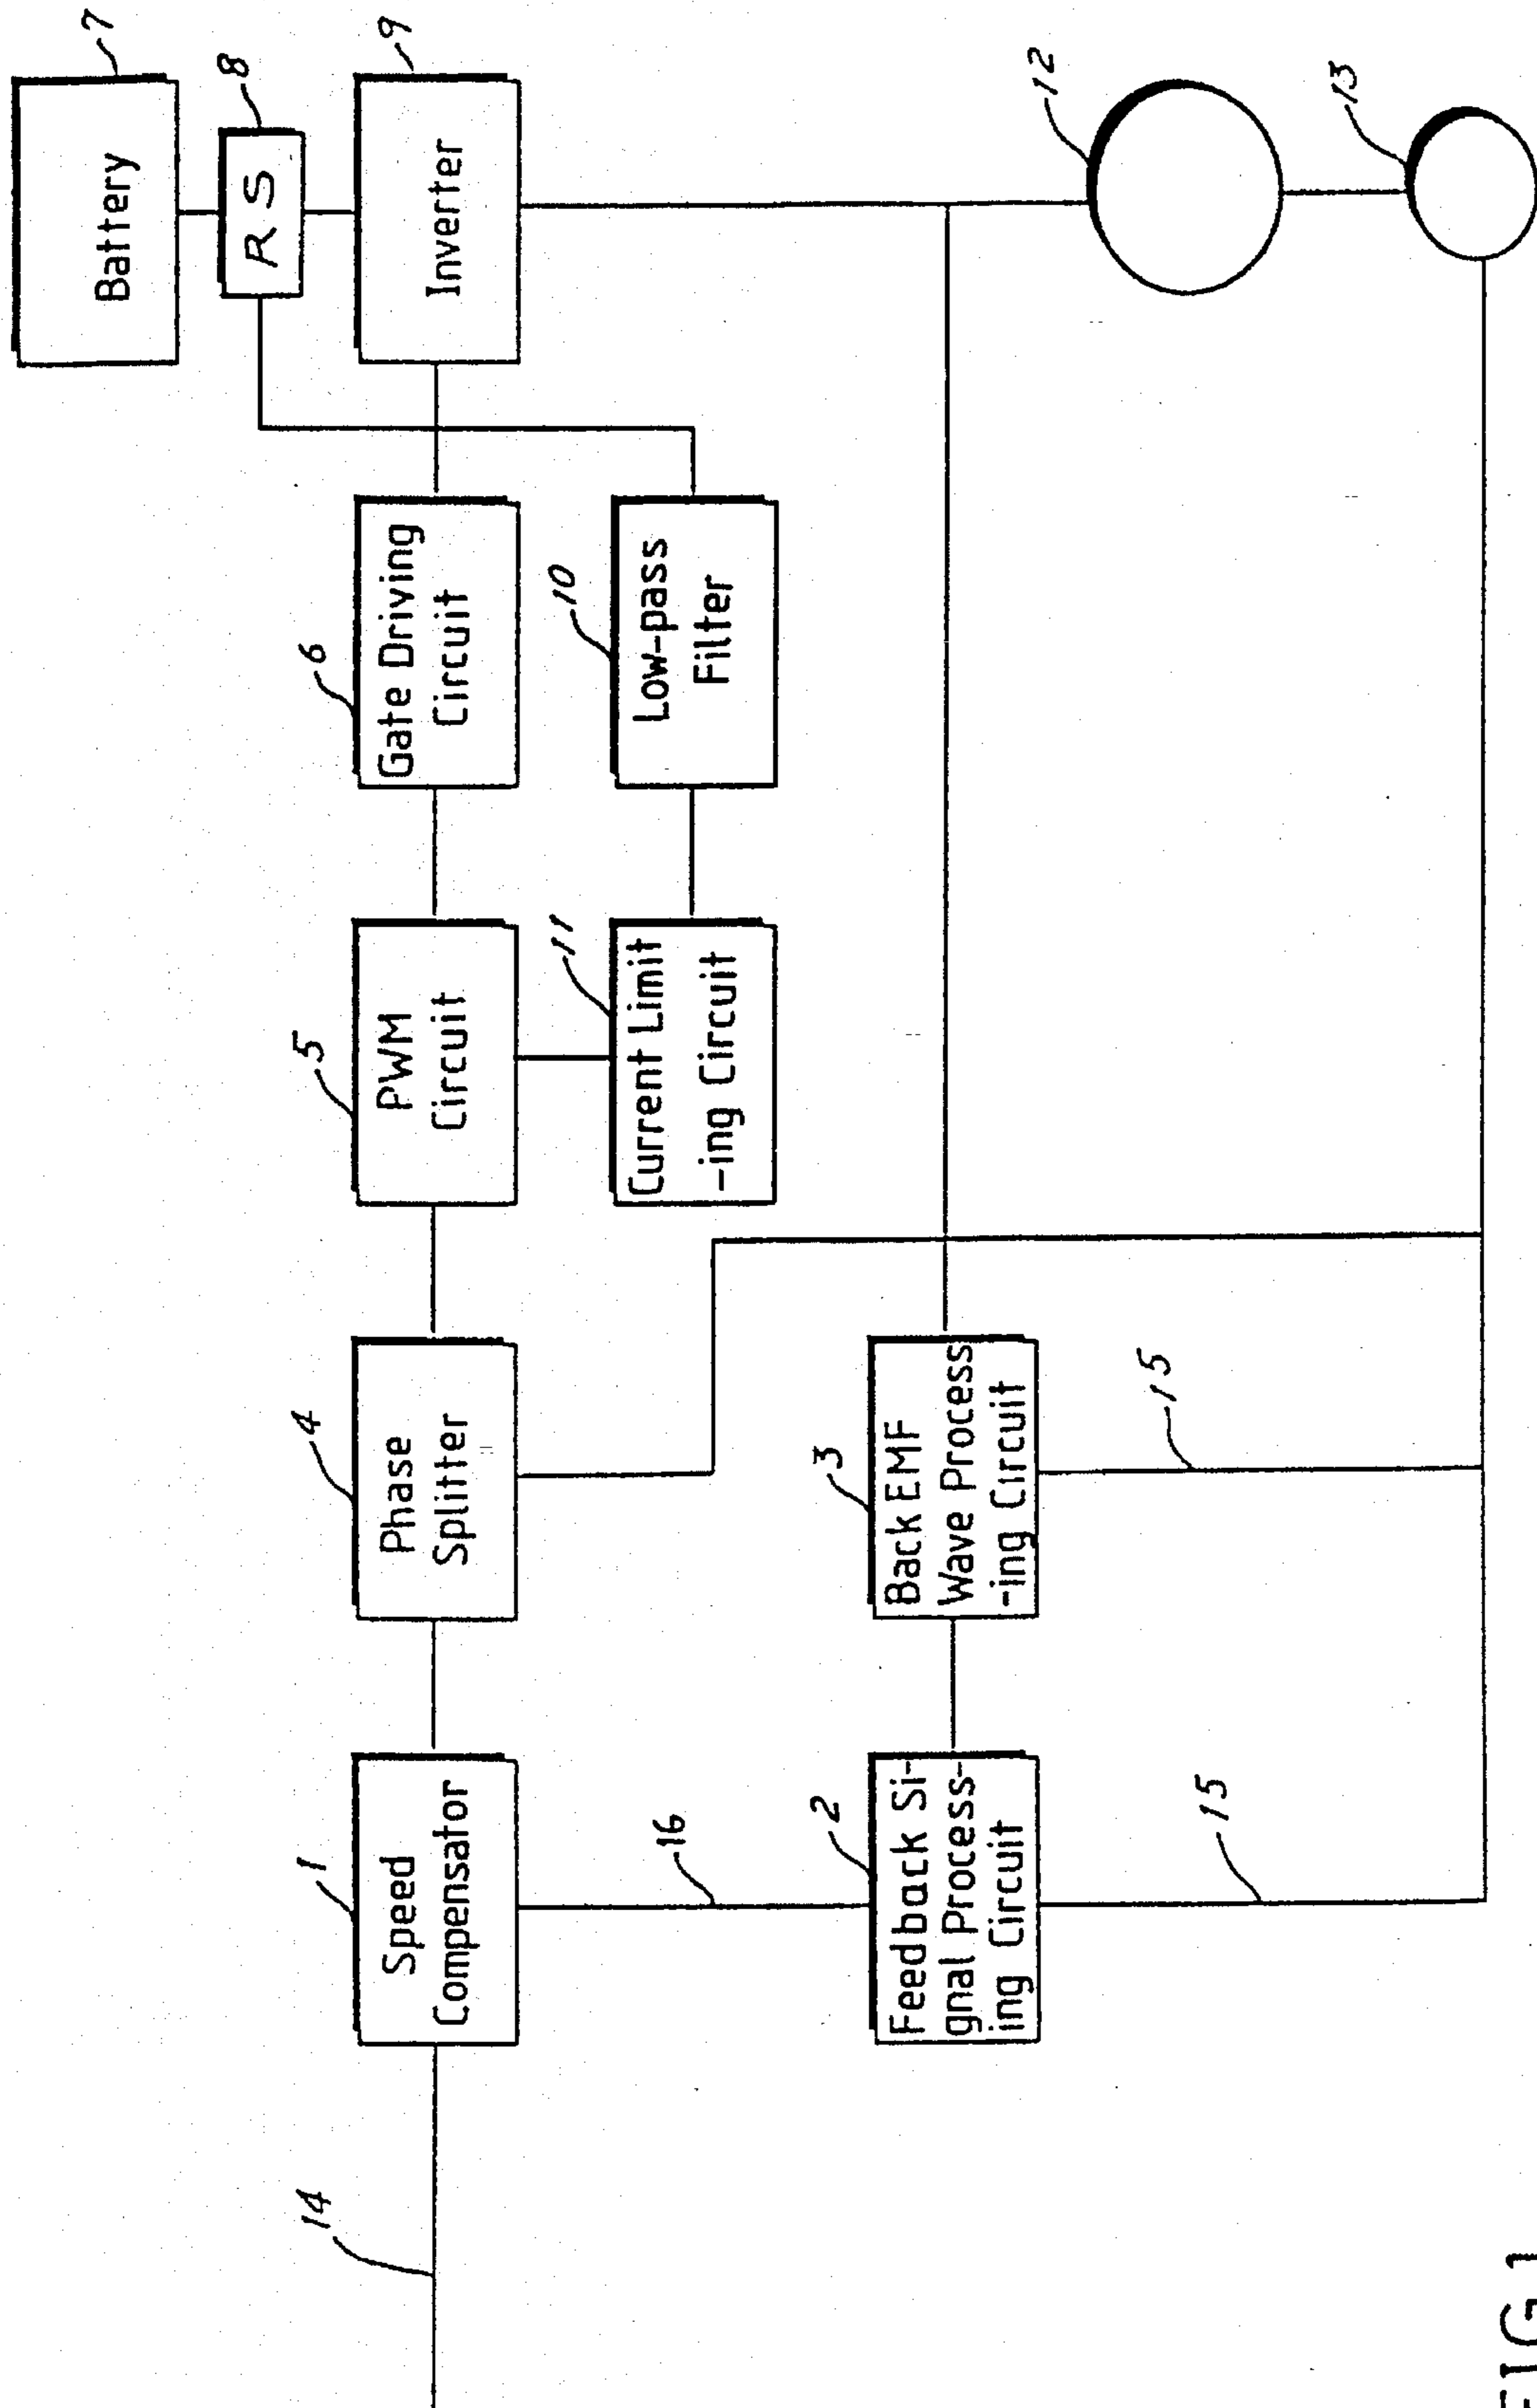 Battery
7
R S
8
Inverter
9
Gate Driving
Circuit
6
Low-pass
Filter
10
PWM
Circuit
5
Current Limit
-ing Circuit
11
Phase
Splitter
4
Back EMF
Wave Process
-ing Circuit
3
15
Speed
Compensator
1
16
Feedback Si-
gnal Process-
ing Circuit
2
15
14
12
13
FIG.1